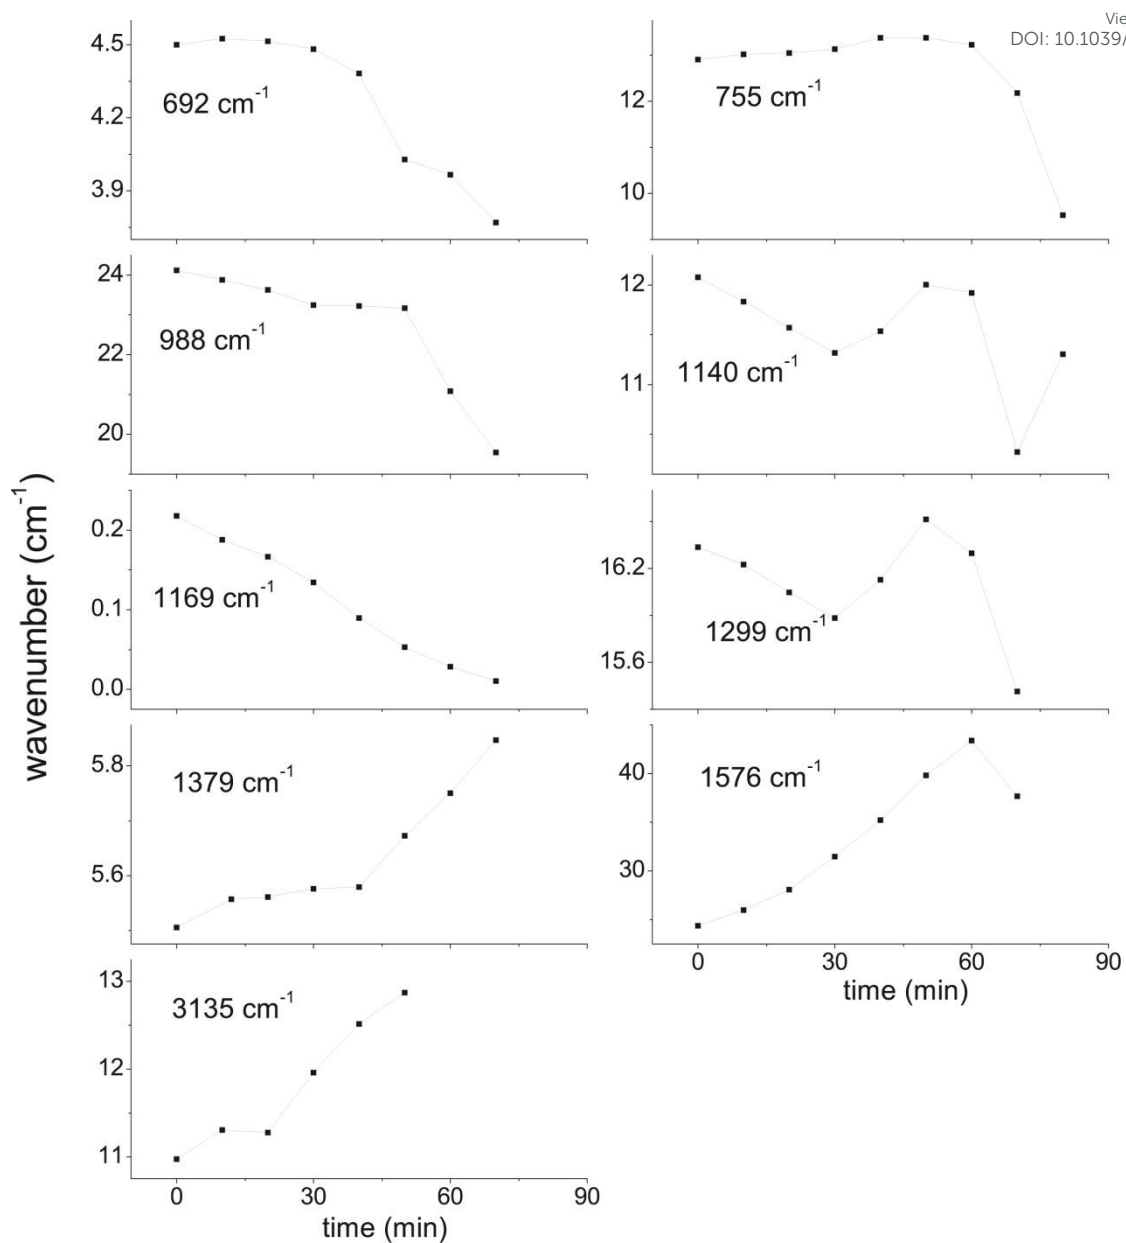 Vie
DOI: 10.1039/
4.5
4.2
3.9
692 cm⁻¹
12
10
755 cm⁻¹
24
22
20
988 cm⁻¹
12
11
1140 cm⁻¹
wavenumber (cm⁻¹)
0.2
0.1
0.0
1169 cm⁻¹
16.2
15.6
1299 cm⁻¹
5.8
5.6
1379 cm⁻¹
40
30
1576 cm⁻¹
0 30 60 90
time (min)
13
12
11
3135 cm⁻¹
0 30 60 90
time (min)